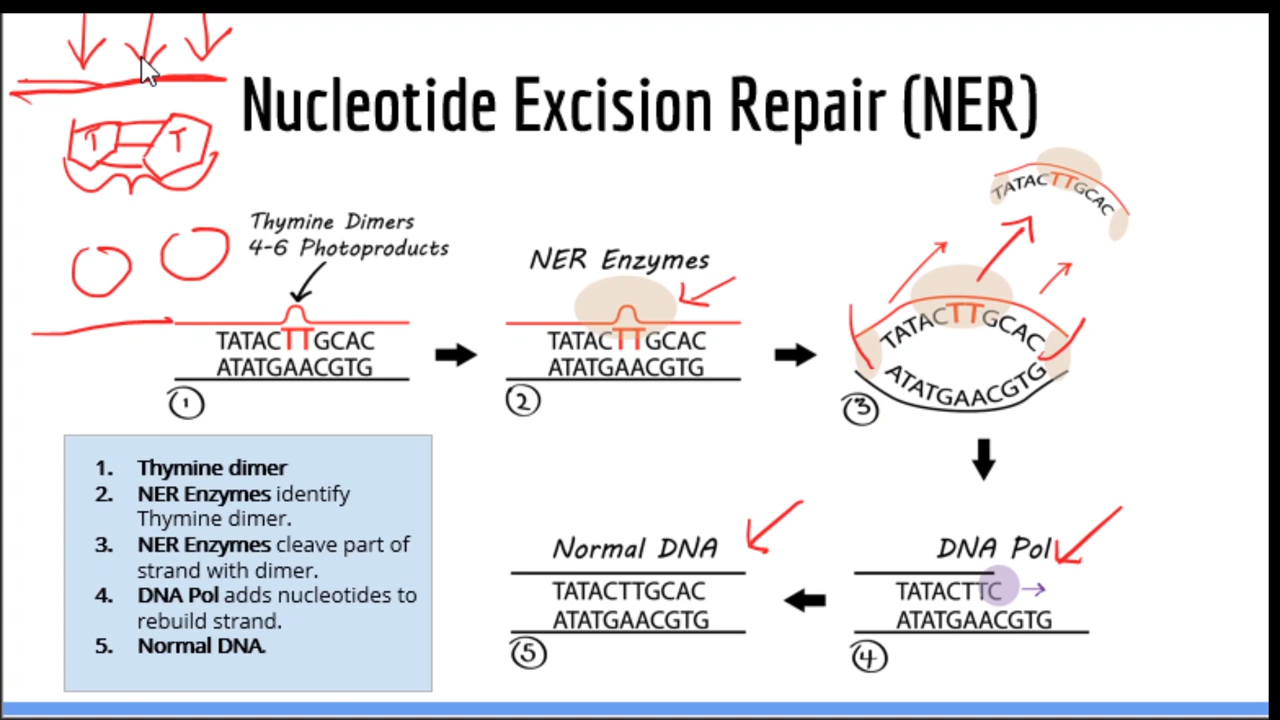 Nucleotide Excision Repair (NER)
T T
TATACTTGCAC
Thymine Dimers
4-6 Photoproducts
TATACTTGCAC
ATATGAACGTG
1
NER Enzymes
TATACTTGCAC
ATATGAACGTG
2
TATACTTGCAC
ATATGAACGTG
3
1. Thymine dimer
2. NER Enzymes identify
Thymine dimer.
3. NER Enzymes cleave part of
strand with dimer.
4. DNA Pol adds nucleotides to
rebuild strand.
5. Normal DNA.
DNA Pol
TATACTTC
ATATGAACGTG
4
Normal DNA
TATACTTGCAC
ATATGAACGTG
5